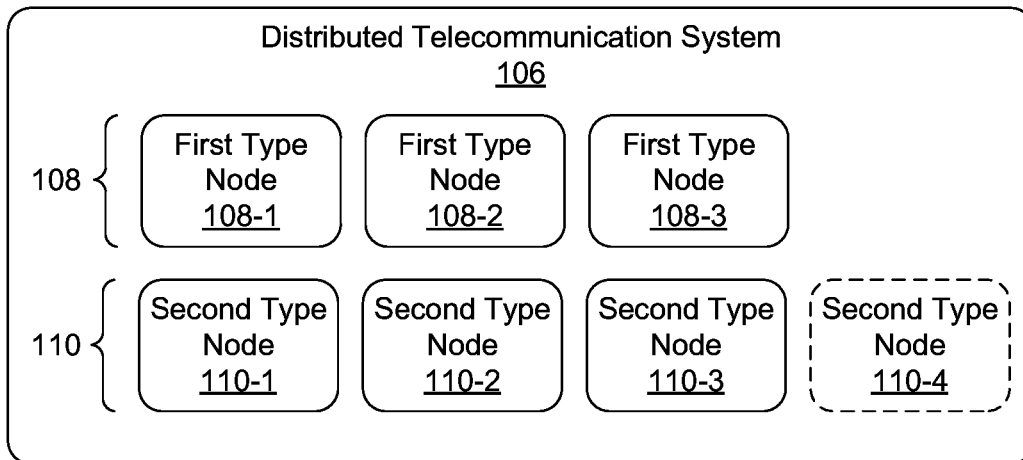 Distributed Telecommunication System
106
108
First Type
Node
108-1
First Type
Node
108-2
First Type
Node
108-3
110
Second Type
Node
110-1
Second Type
Node
110-2
Second Type
Node
110-3
Second Type
Node
110-4